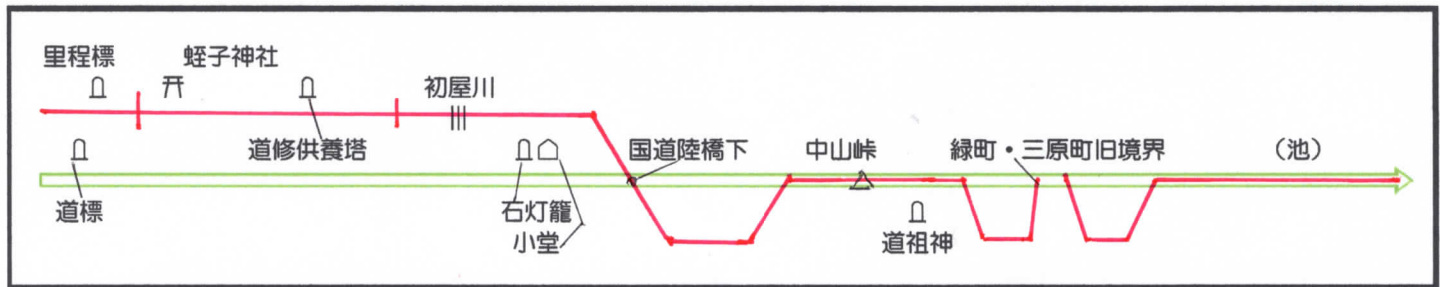 里程標
蛭子神社
初屋川
道修供養塔
国道陸橋下
中山峠
緑町・三原町旧境界
(池)
道標
石灯籠
小堂
道祖神